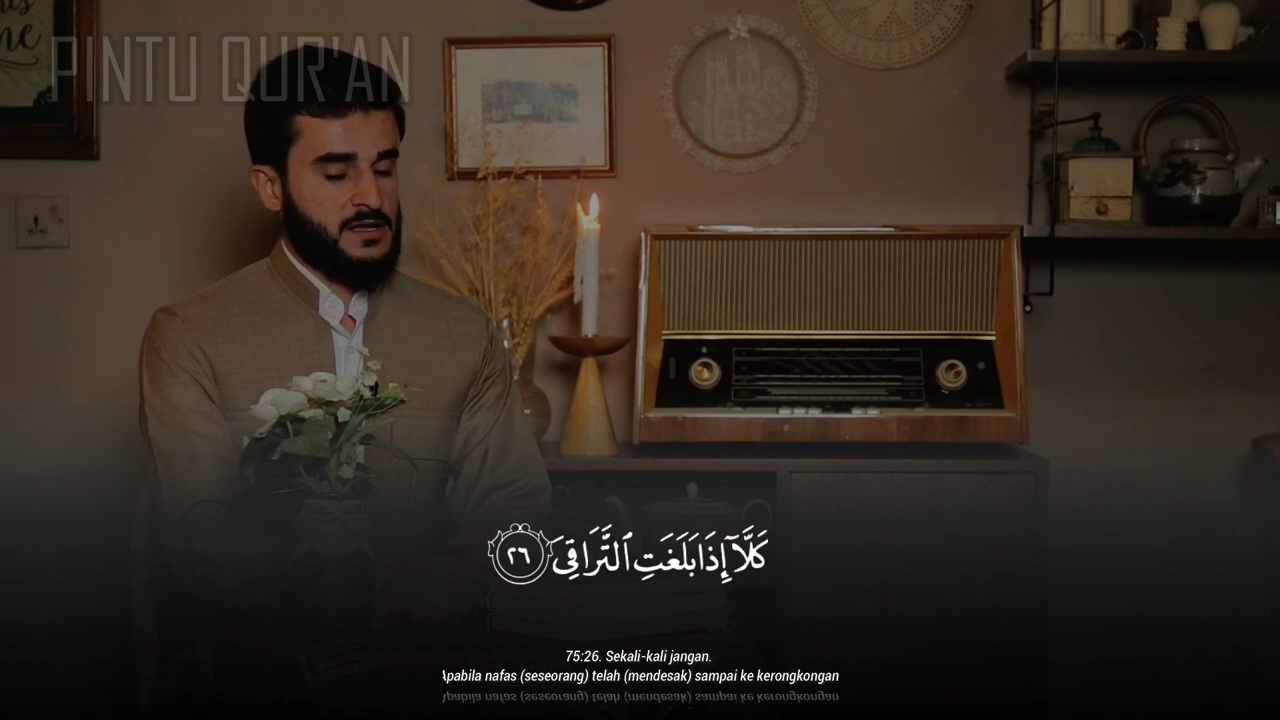 PINTU QUR'AN
كَلَّآ إِذَا بَلَغَتِ ٱلتَّرَاقِىَ ٢٦
75:26. Sekali-kali jangan.
Apabila nafas (seseorang) telah (mendesak) sampai ke kerongkongan